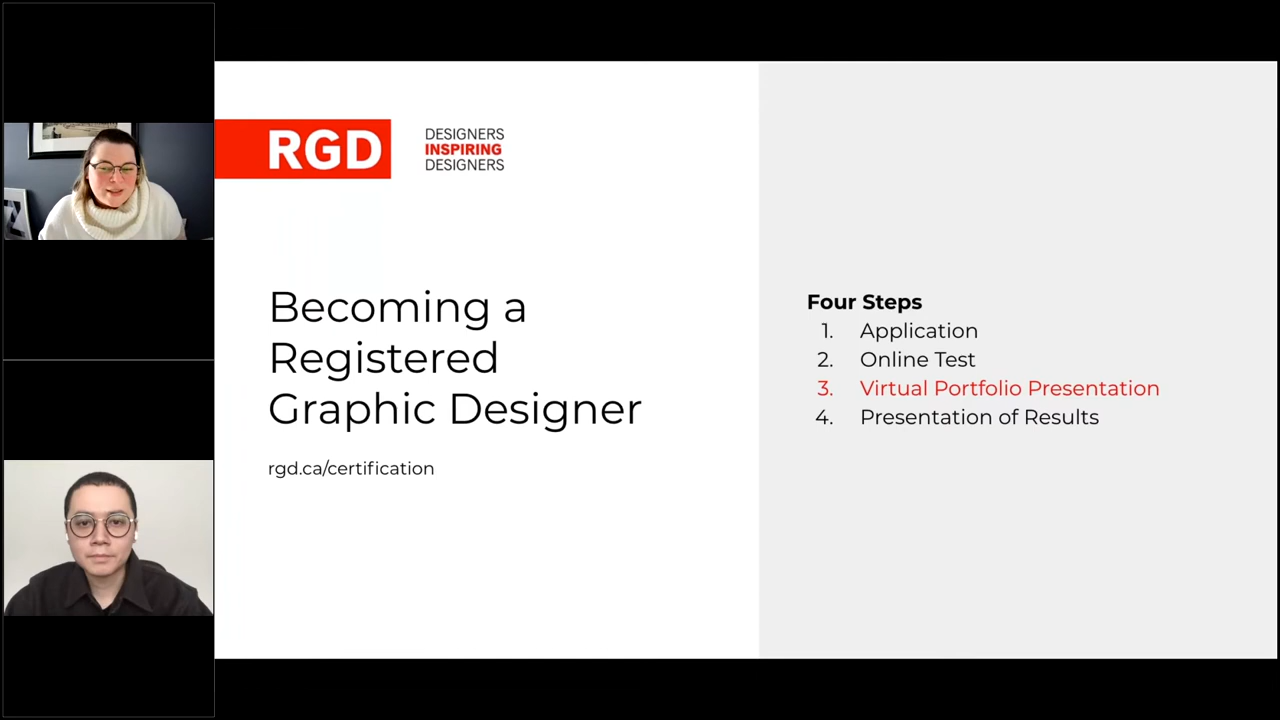 RGD
DESIGNERS
INSPIRING
DESIGNERS
Becoming a
Registered
Graphic Designer
rgd.ca/certification
Four Steps
1. Application
2. Online Test
3. Virtual Portfolio Presentation
4. Presentation of Results